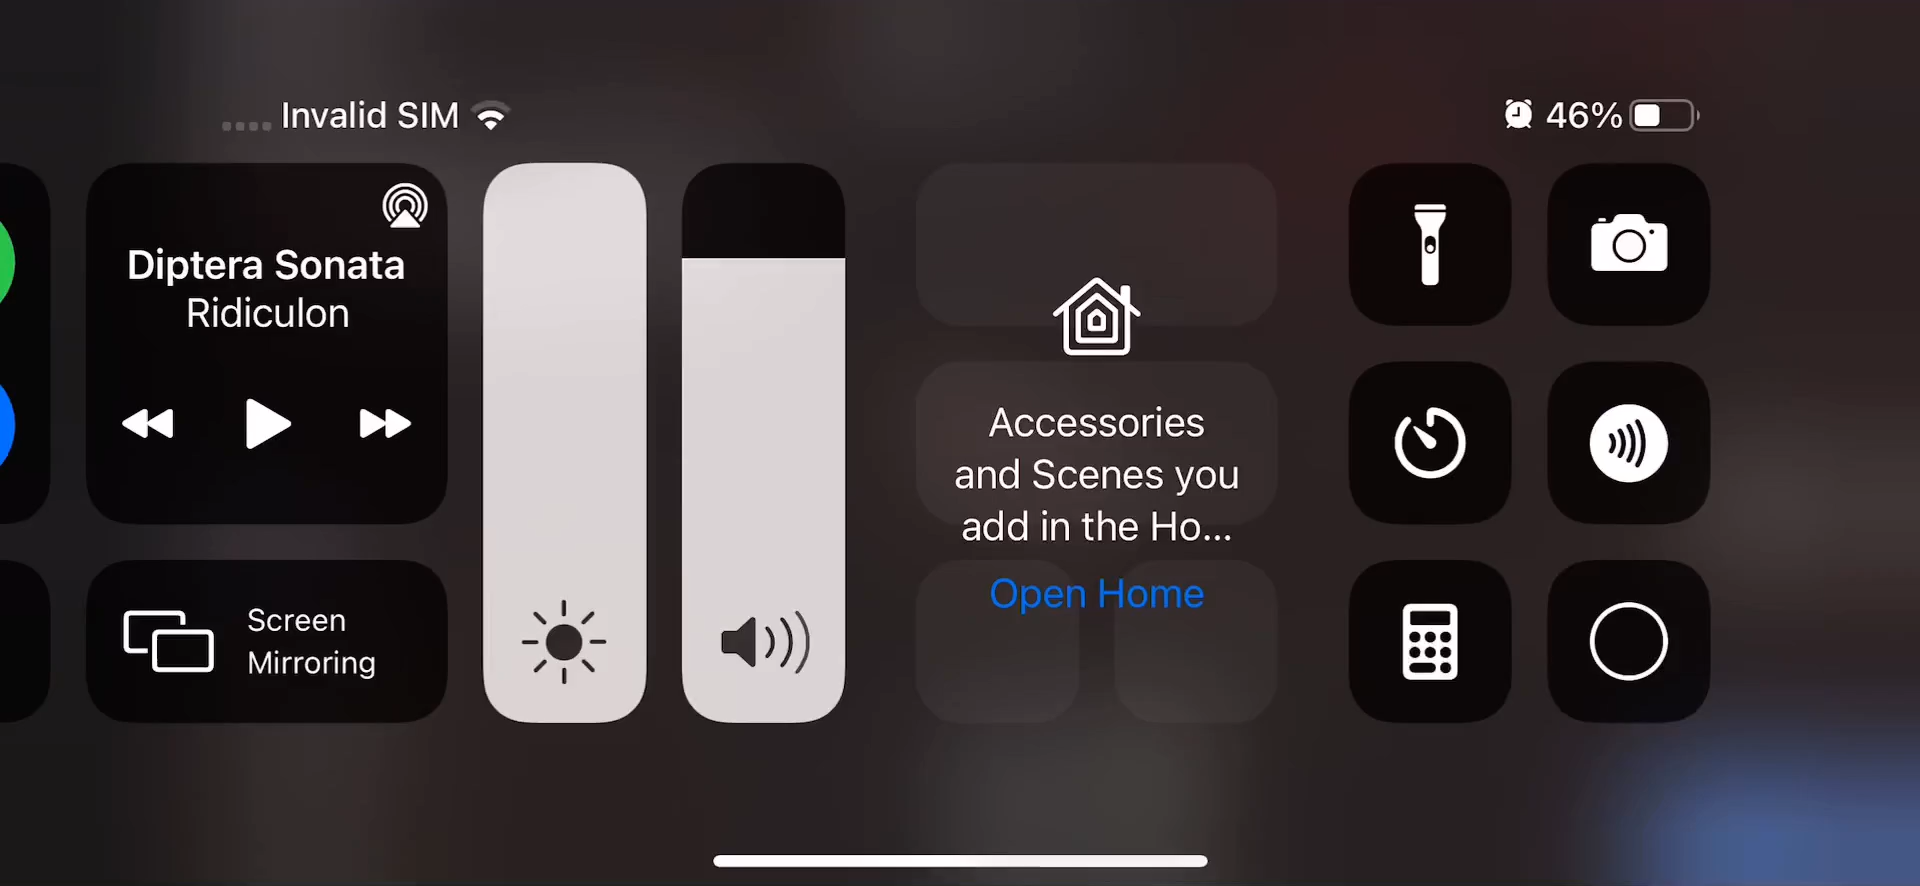 Invalid SIM
46%
Diptera Sonata
Ridiculon
Screen
Mirroring
Accessories
and Scenes you
add in the Ho...
Open Home